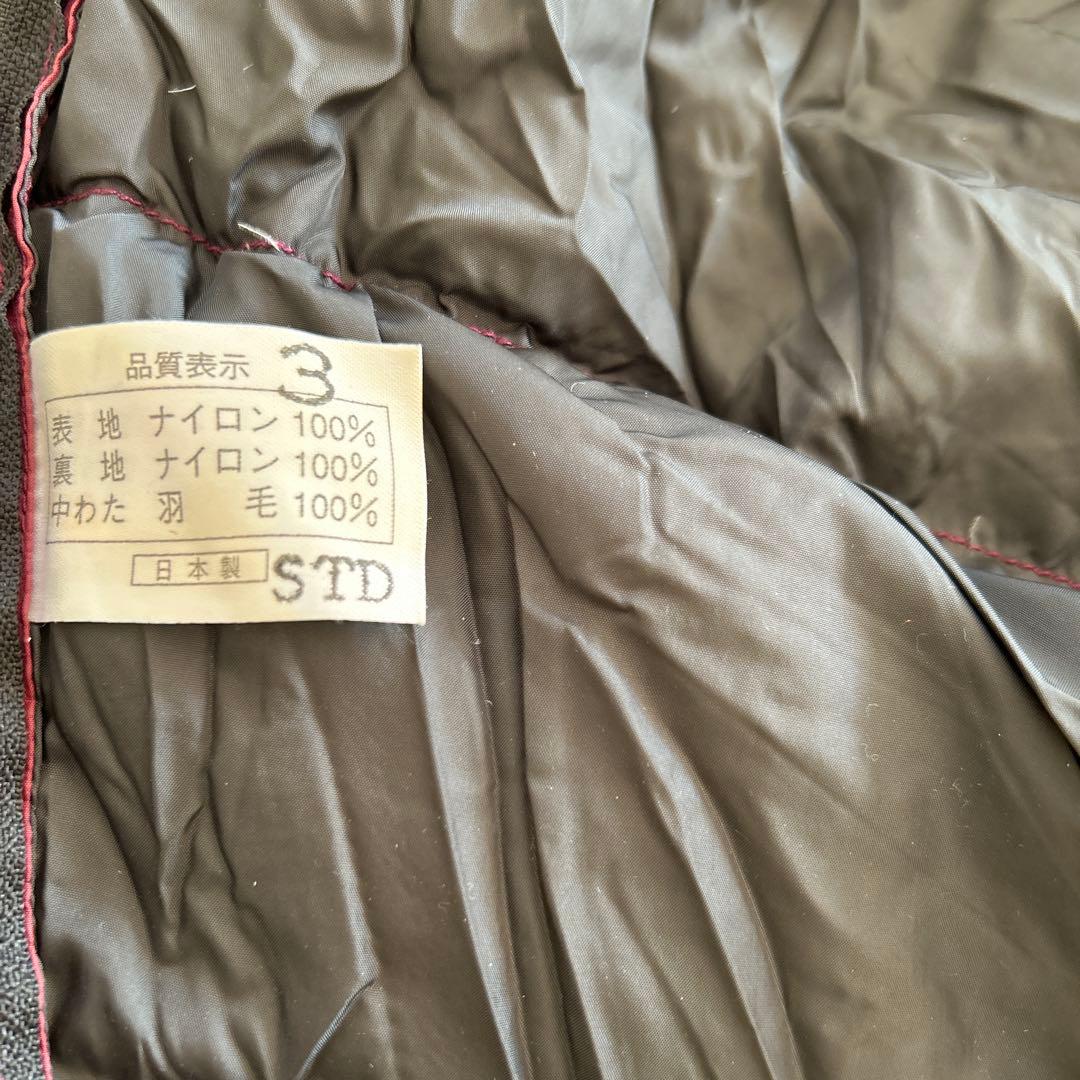 品質表示 3
表地 ナイロン 100%
裏地 ナイロン 100%
中わた 羽毛 100%
日本製 STD